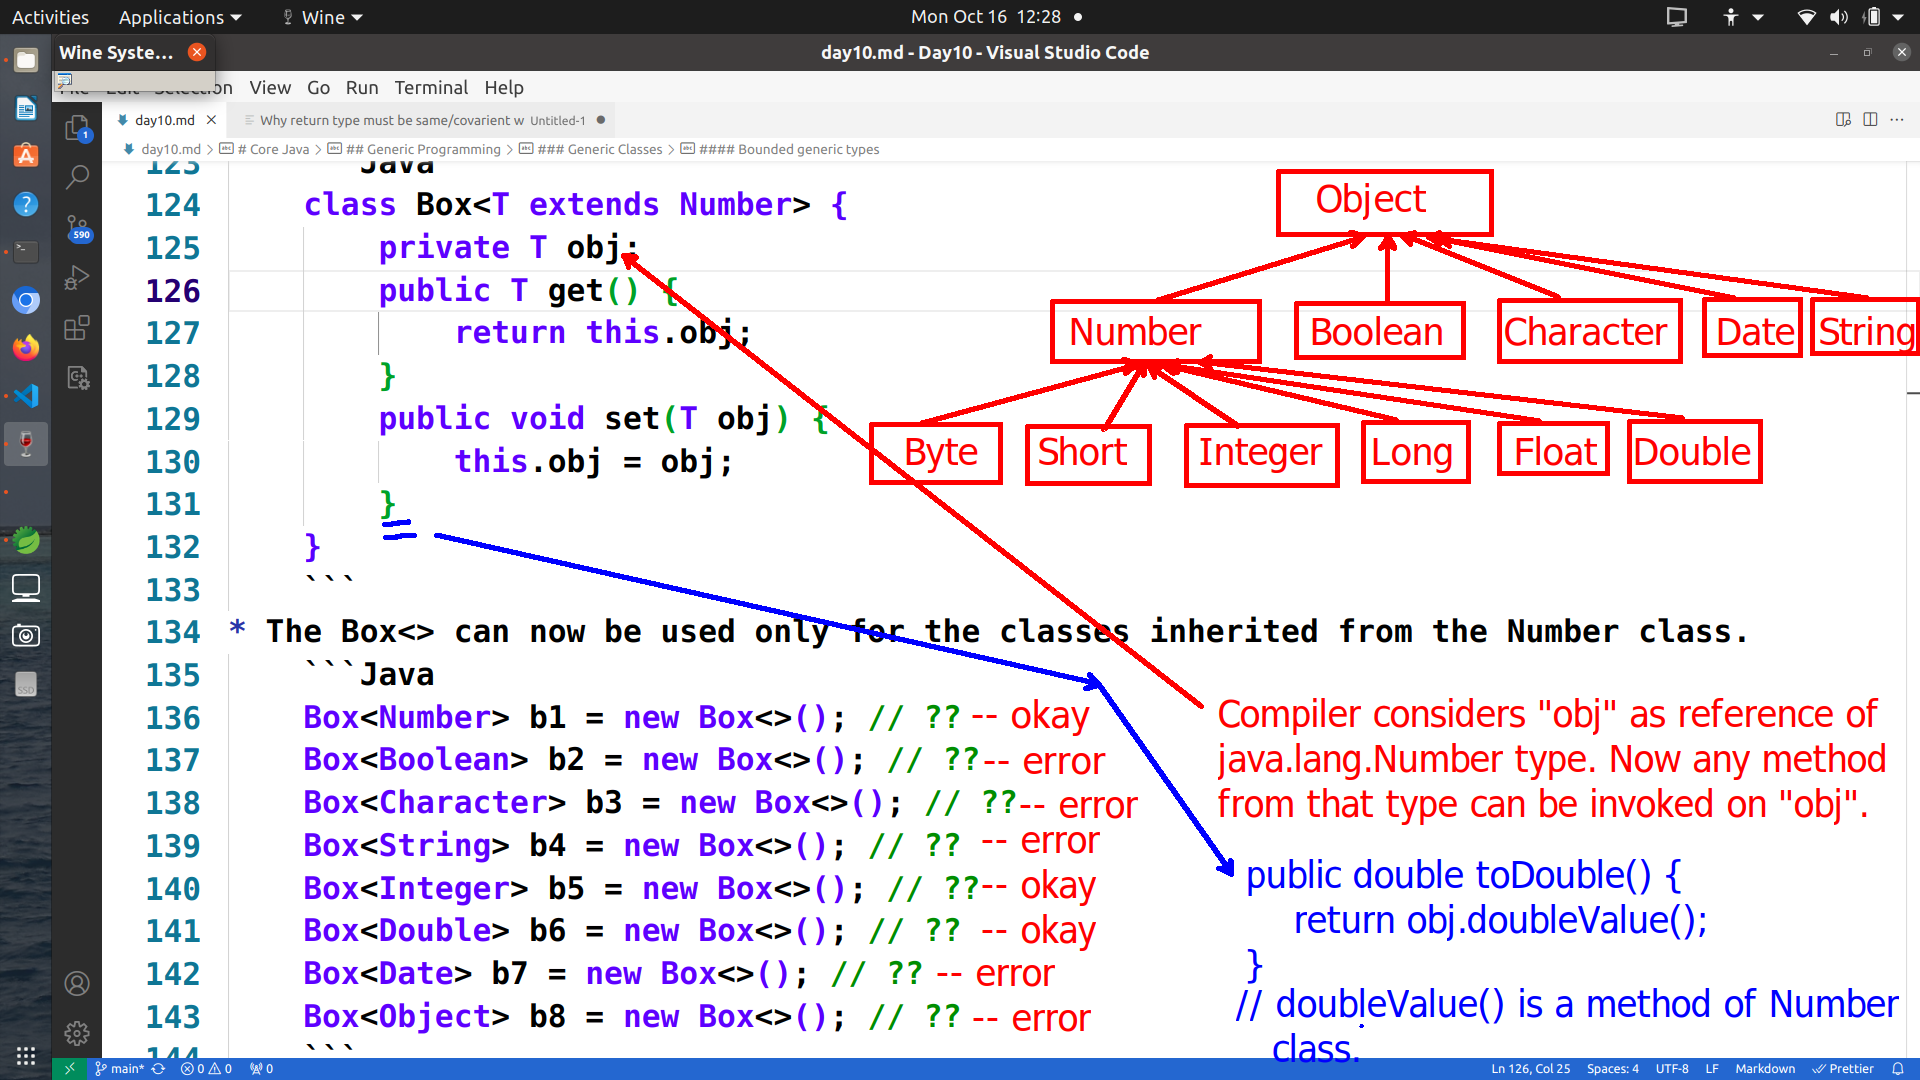 Activities Applications Wine Mon Oct 16 12:28
Wine Syste... day10.md - Day10 - Visual Studio Code
File Edit Selection View Go Run Terminal Help
day10.md Why return type must be same/covarient w Untitled-1
day10.md > # Core Java > ## Generic Programming > ### Generic Classes > #### Bounded generic types
123 ```Java
124 class Box<T extends Number> {
125 private T obj;
126 public T get() {
127 return this.obj;
128 }
129 public void set(T obj) {
130 this.obj = obj;
131 }
132 }
133 ```
134 * The Box<> can now be used only for the classes inherited from the Number class.
135 ```Java
136 Box<Number> b1 = new Box<>(); // ?? -- okay
137 Box<Boolean> b2 = new Box<>(); // ?? -- error
138 Box<Character> b3 = new Box<>(); // ?? -- error
139 Box<String> b4 = new Box<>(); // ?? -- error
140 Box<Integer> b5 = new Box<>(); // ?? -- okay
141 Box<Double> b6 = new Box<>(); // ?? -- okay
142 Box<Date> b7 = new Box<>(); // ?? -- error
143 Box<Object> b8 = new Box<>(); // ?? -- error
144 ```
Object
Number Boolean Character Date String
Byte Short Integer Long Float Double
Compiler considers "obj" as reference of
java.lang.Number type. Now any method
from that type can be invoked on "obj".
public double toDouble() {
return obj.doubleValue();
}
// doubleValue() is a method of Number
class.
1
590
SSD
main* 0 0 0 Ln 126, Col 25 Spaces: 4 UTF-8 LF Markdown Prettier